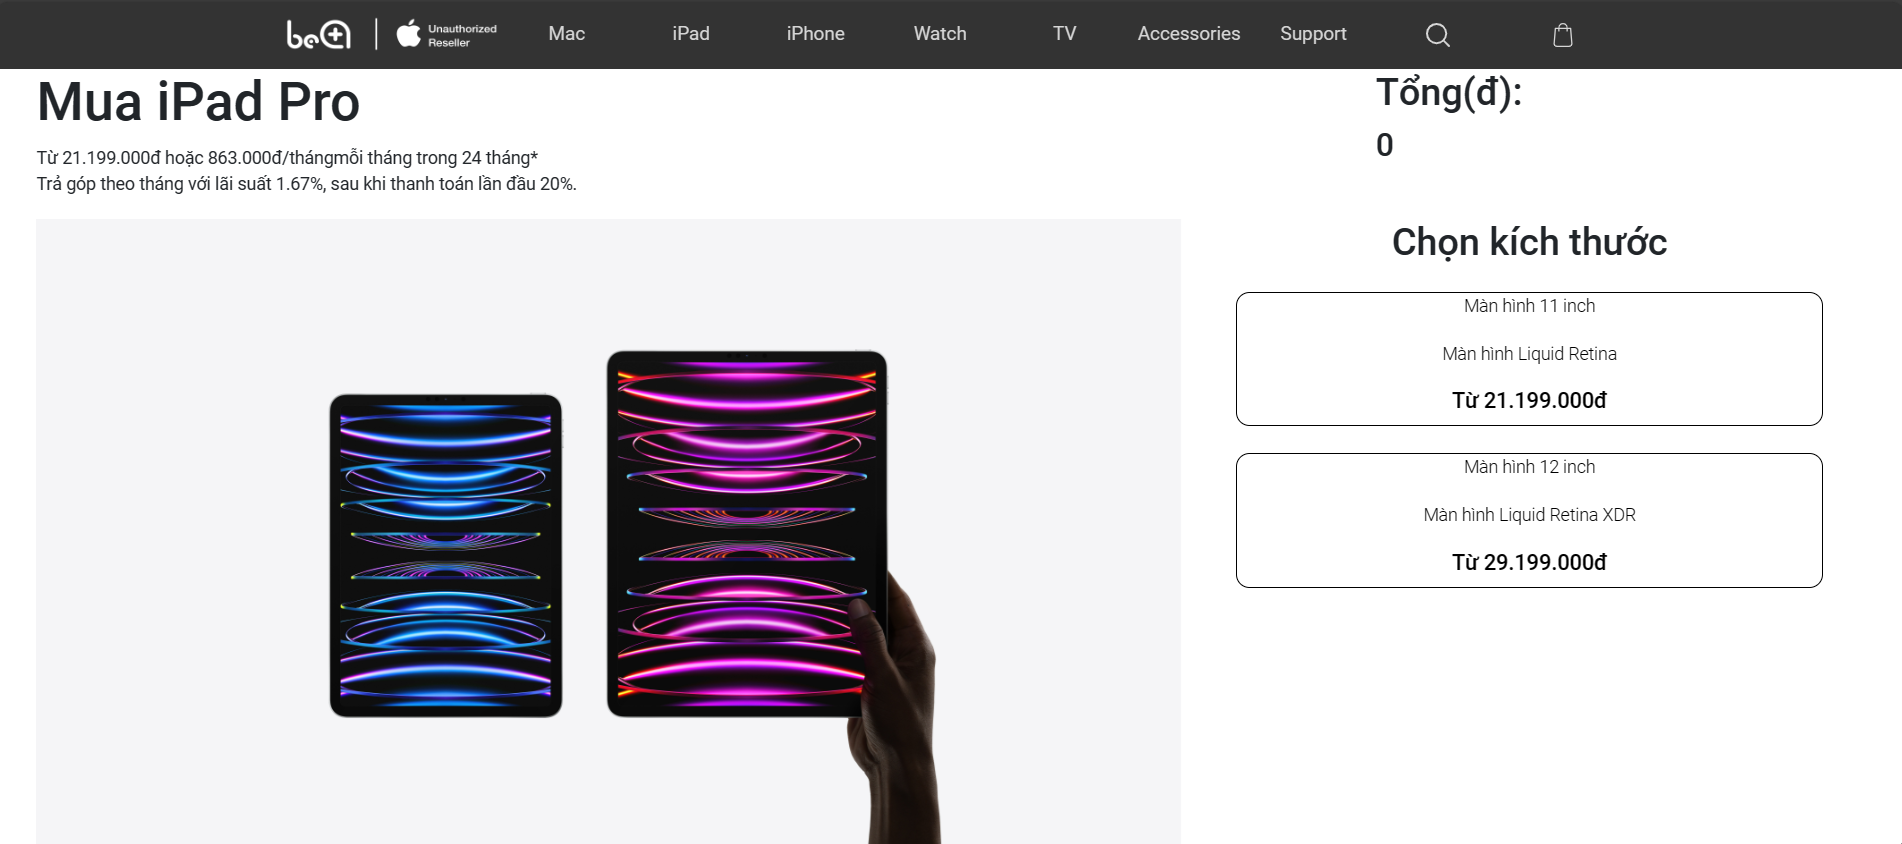 be
Unauthorized
Reseller
Mac iPad iPhone Watch TV Accessories Support
Mua iPad Pro
Từ 21.199.000đ hoặc 863.000đ/thángmỗi tháng trong 24 tháng*
Trả góp theo tháng với lãi suất 1.67%, sau khi thanh toán lần đầu 20%.
Tổng(đ):
0
Chọn kích thước
Màn hình 11 inch
Màn hình Liquid Retina
Từ 21.199.000đ
Màn hình 12 inch
Màn hình Liquid Retina XDR
Từ 29.199.000đ